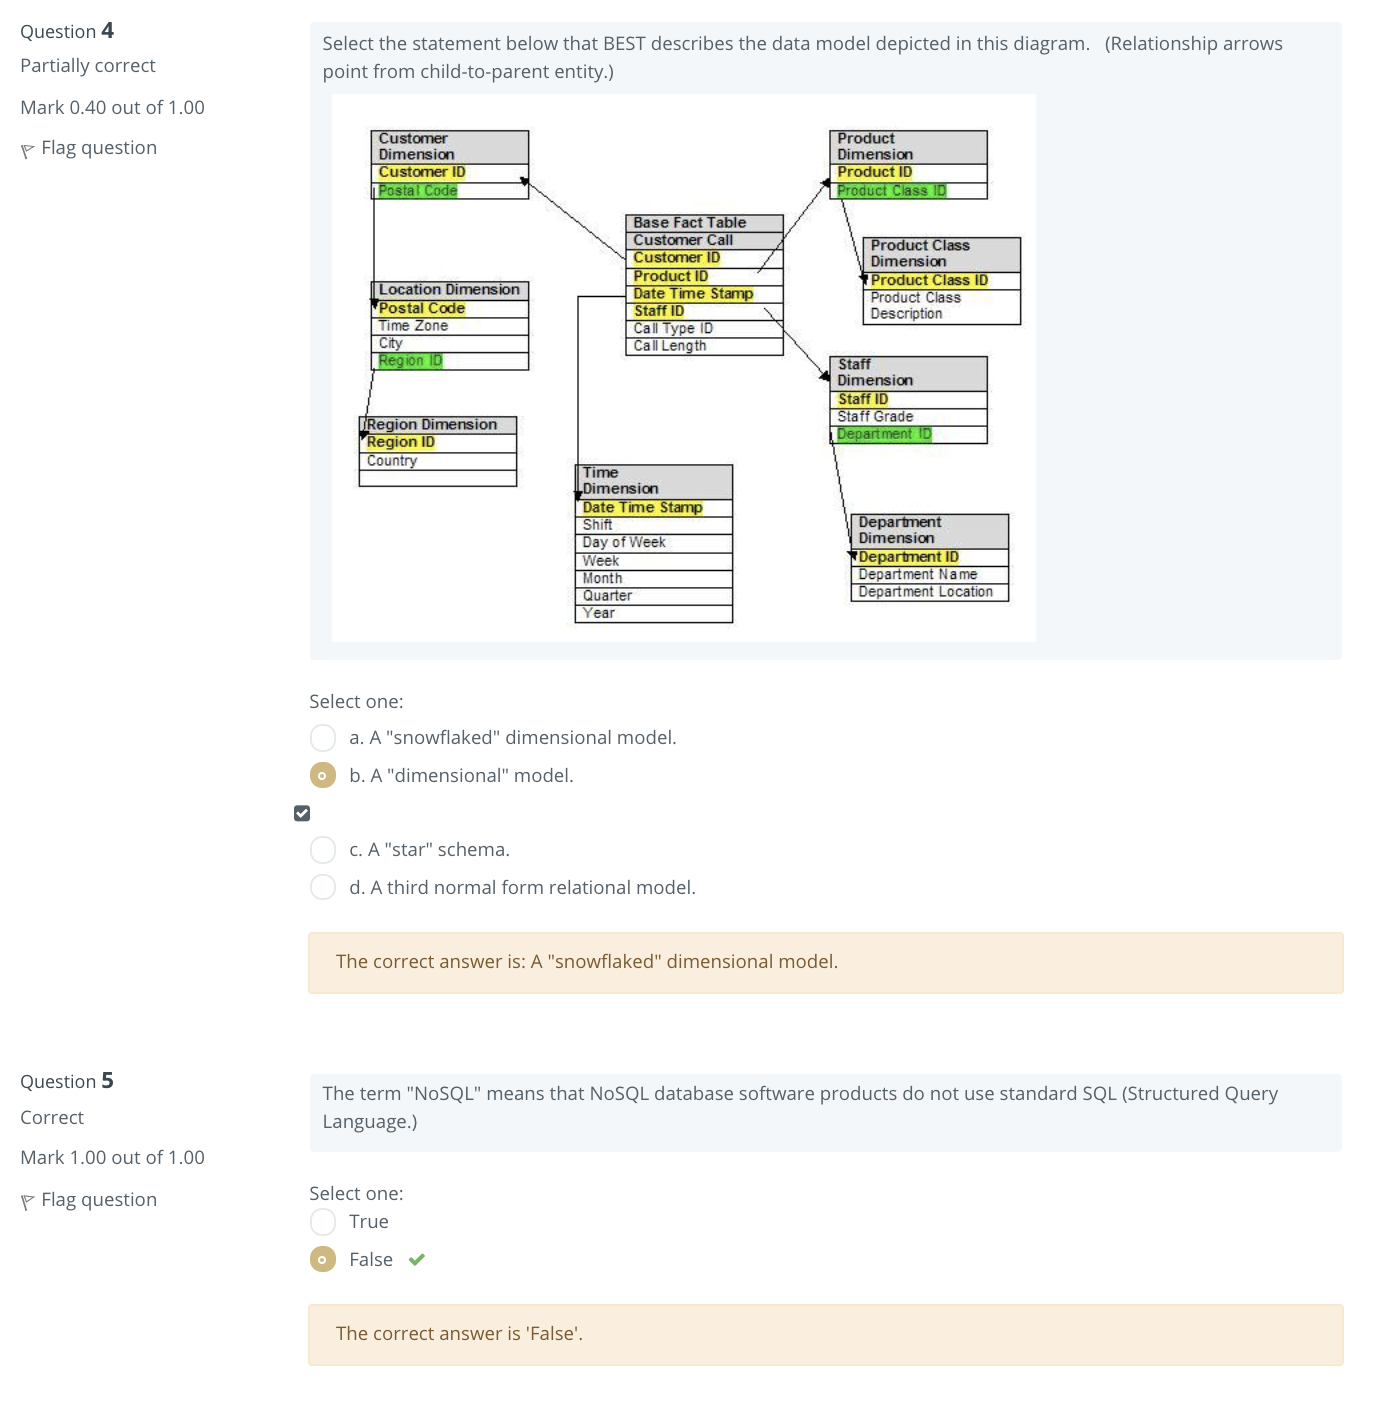 Question 4
Partially correct
Mark 0.40 out of 1.00
Flag question
Select the statement below that BEST describes the data model depicted in this diagram. (Relationship arrows
point from child-to-parent entity.)
Customer
Dimension
Customer ID
Postal Code
Product
Dimension
Product ID
Product Class ID
Base Fact Table
Customer Call
Customer ID
Product ID
Date Time Stamp
Staff ID
Call Type ID
Call Length
Product Class
Dimension
Product Class ID
Product Class
Description
Location Dimension
Postal Code
Time Zone
City
Region ID
Staff
Dimension
Staff ID
Staff Grade
Department ID
Region Dimension
Region ID
Country
Time
Dimension
Date Time Stamp
Shift
Day of Week
Week
Month
Quarter
Year
Department
Dimension
Department ID
Department Name
Department Location
Select one:
a. A "snowflaked" dimensional model.
b. A "dimensional" model.
c. A "star" schema.
d. A third normal form relational model.
The correct answer is: A "snowflaked" dimensional model.
Question 5
Correct
Mark 1.00 out of 1.00
Flag question
The term "NoSQL" means that NoSQL database software products do not use standard SQL (Structured Query
Language.)
Select one:
True
False
The correct answer is 'False'.